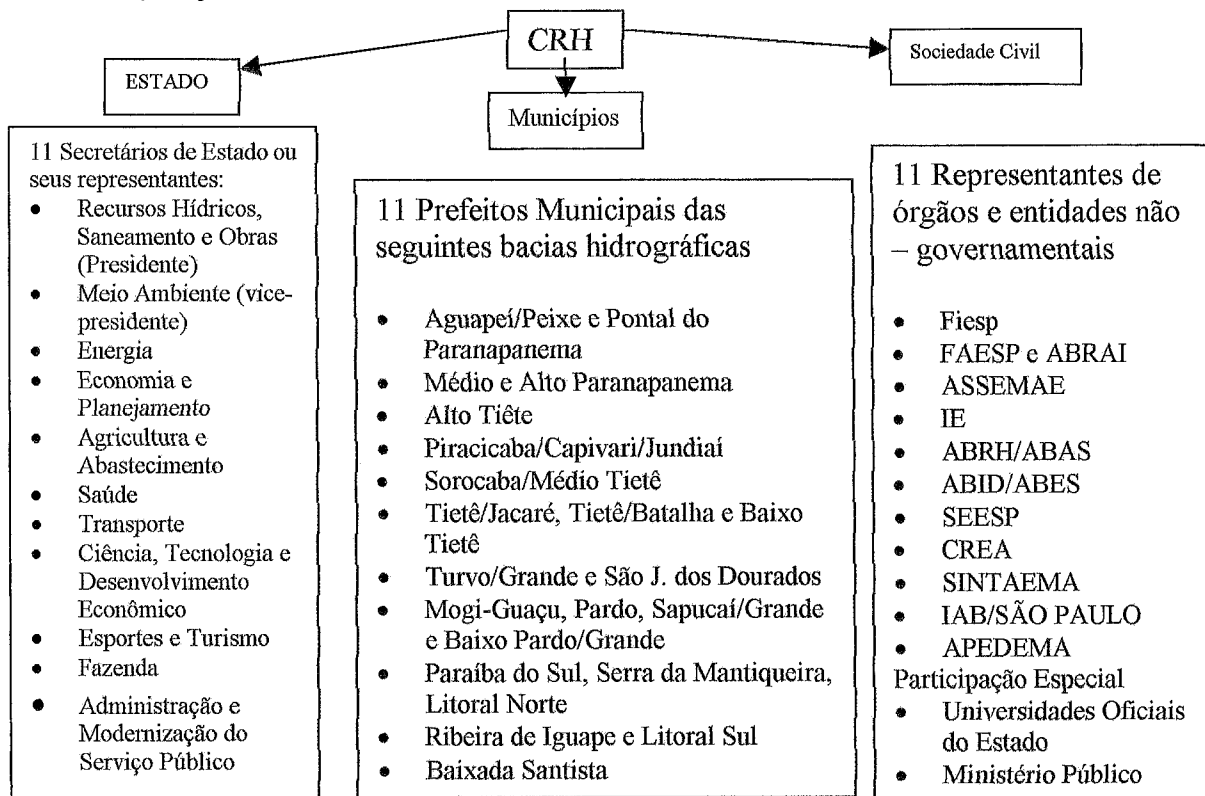 CRH
ESTADO
Municípios
Sociedade Civil
11 Secretários de Estado ou
seus representantes:
• Recursos Hídricos,
Saneamento e Obras
(Presidente)
• Meio Ambiente (vice-
presidente)
• Energia
• Economia e
Planejamento
• Agricultura e
Abastecimento
• Saúde
• Transporte
• Ciência, Tecnologia e
Desenvolvimento
Econômico
• Esportes e Turismo
• Fazenda
• Administração e
Modernização do
Serviço Público
11 Prefeitos Municipais das
seguintes bacias hidrográficas
• Aguapeí/Peixe e Pontal do
Paranapanema
• Médio e Alto Paranapanema
• Alto Tiête
• Piracicaba/Capivari/Jundiaí
• Sorocaba/Médio Tietê
• Tietê/Jacaré, Tietê/Batalha e Baixo
Tietê
• Turvo/Grande e São J. dos Dourados
• Mogi-Guaçu, Pardo, Sapucaí/Grande
e Baixo Pardo/Grande
• Paraíba do Sul, Serra da Mantiqueira,
Litoral Norte
• Ribeira de Iguape e Litoral Sul
• Baixada Santista
11 Representantes de
órgãos e entidades não
– governamentais
• Fiesp
• FAESP e ABRAI
• ASSEMAE
• IE
• ABRH/ABAS
• ABID/ABES
• SEESP
• CREA
• SINTAEMA
• IAB/SÃO PAULO
• APEDEMA
Participação Especial
• Universidades Oficiais
do Estado
• Ministério Público